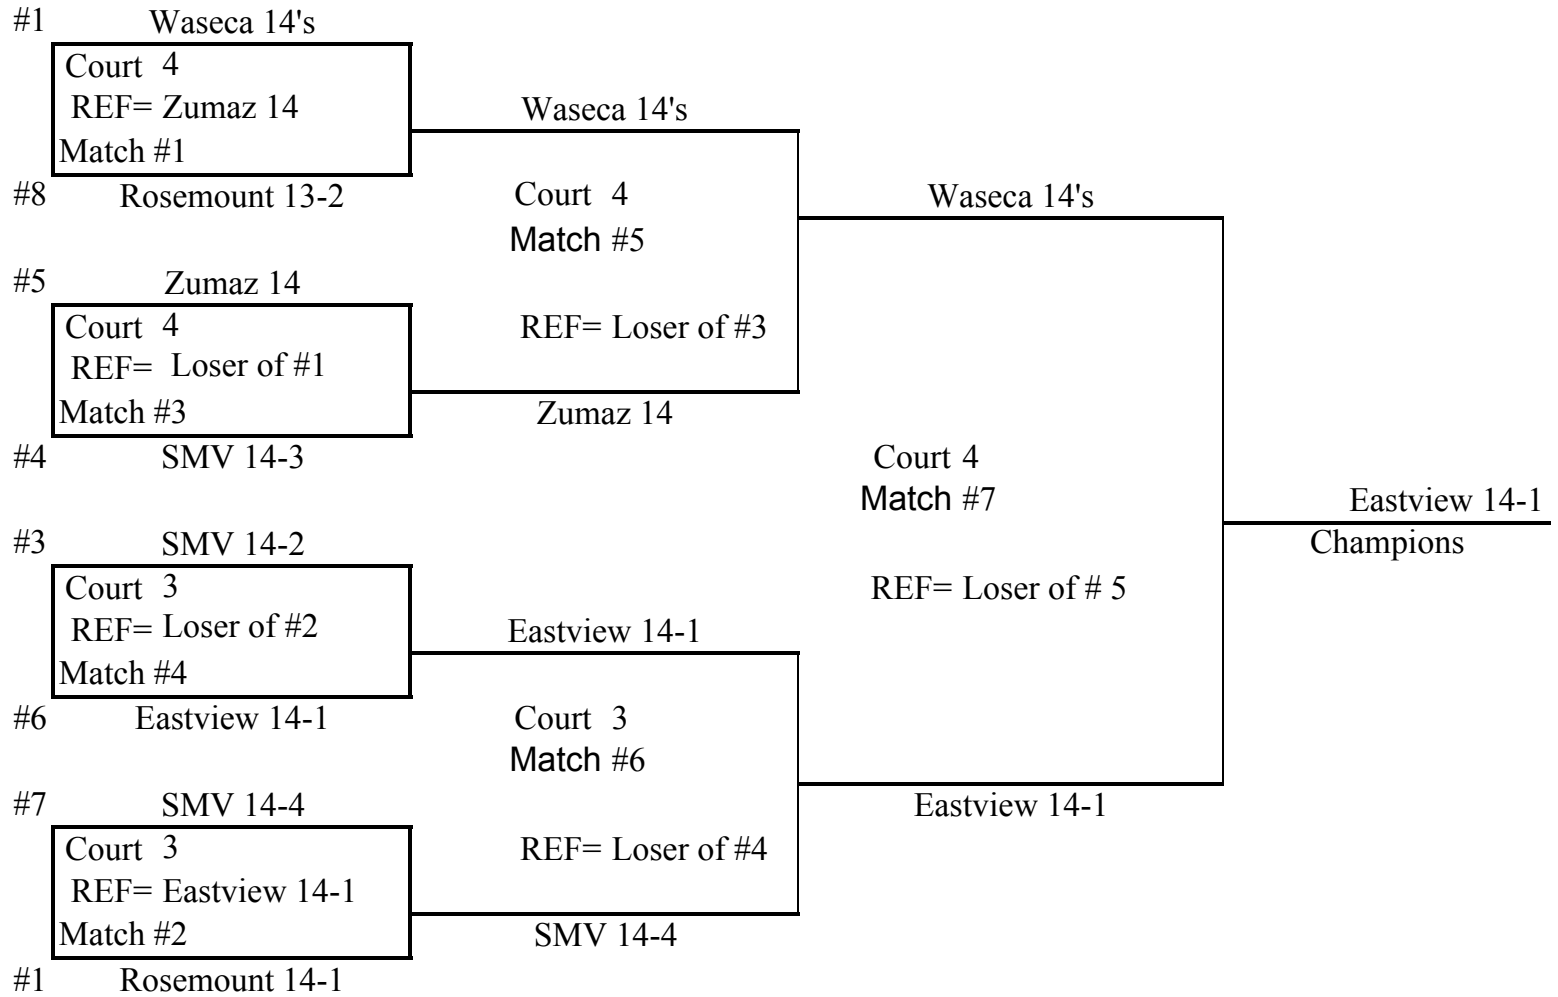 #1 Waseca 14's
Court 4
REF= Zumaz 14
Match #1
#8 Rosemount 13-2
#5 Zumaz 14
Court 4
REF= Loser of #1
Match #3
#4 SMV 14-3
#3 SMV 14-2
Court 3
REF= Loser of #2
Match #4
#6 Eastview 14-1
#7 SMV 14-4
Court 3
REF= Eastview 14-1
Match #2
#1 Rosemount 14-1
Waseca 14's
Court 4
Match #5
REF= Loser of #3
Zumaz 14
Eastview 14-1
Court 3
Match #6
REF= Loser of #4
SMV 14-4
Waseca 14's
Court 4
Match #7
REF= Loser of # 5
Eastview 14-1
Eastview 14-1
Champions